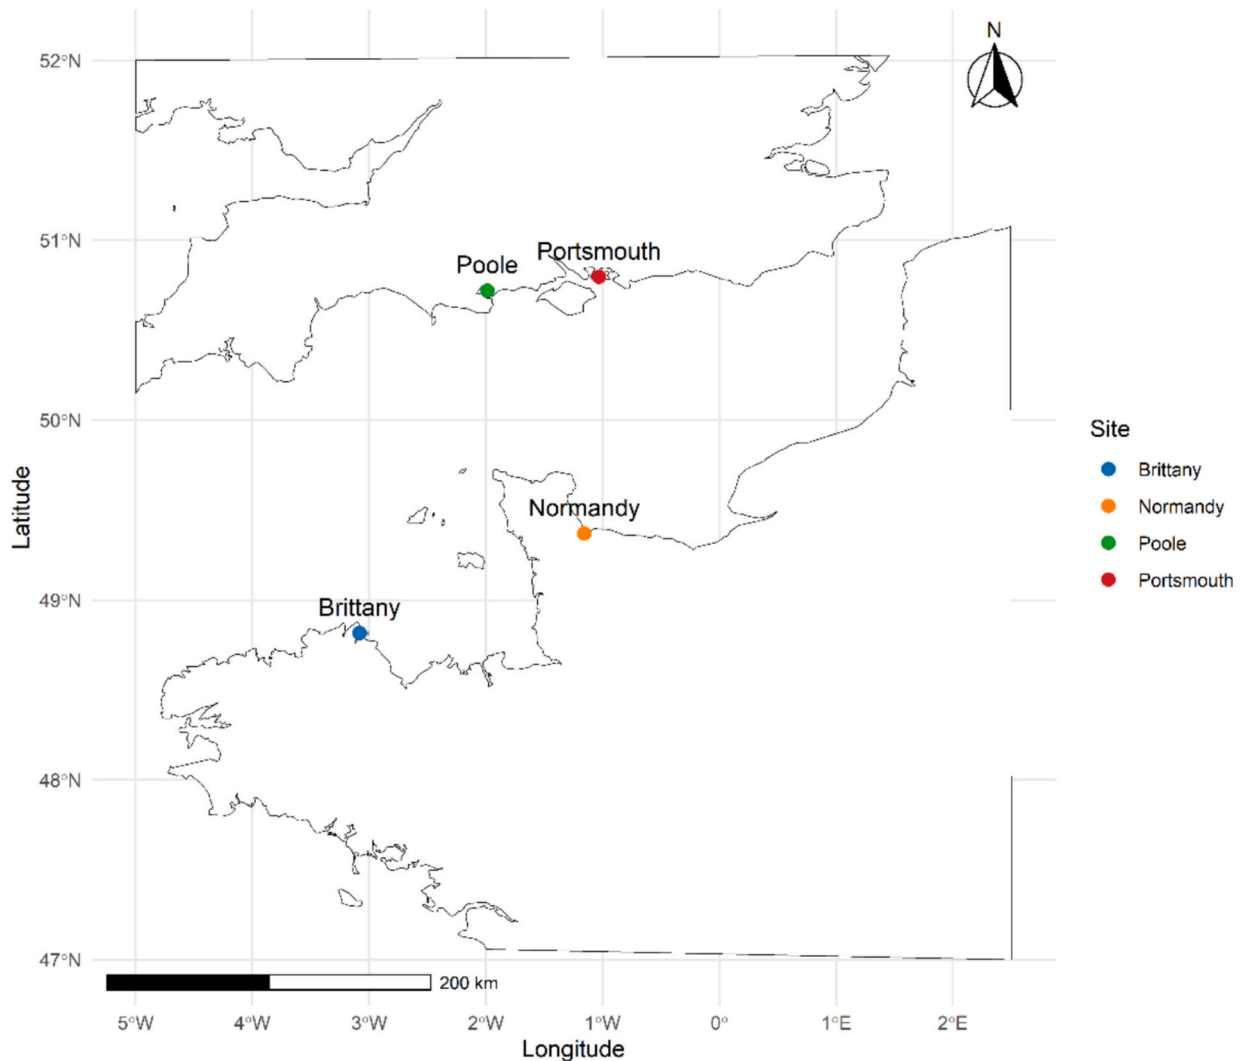 N
52°N
51°N
50°N
49°N
48°N
47°N
Latitude
Portsmouth
Poole
Normandy
Brittany
200 km
5°W
4°W
3°W
2°W
1°W
0°
1°E
2°E
Longitude
Site
Brittany
Normandy
Poole
Portsmouth